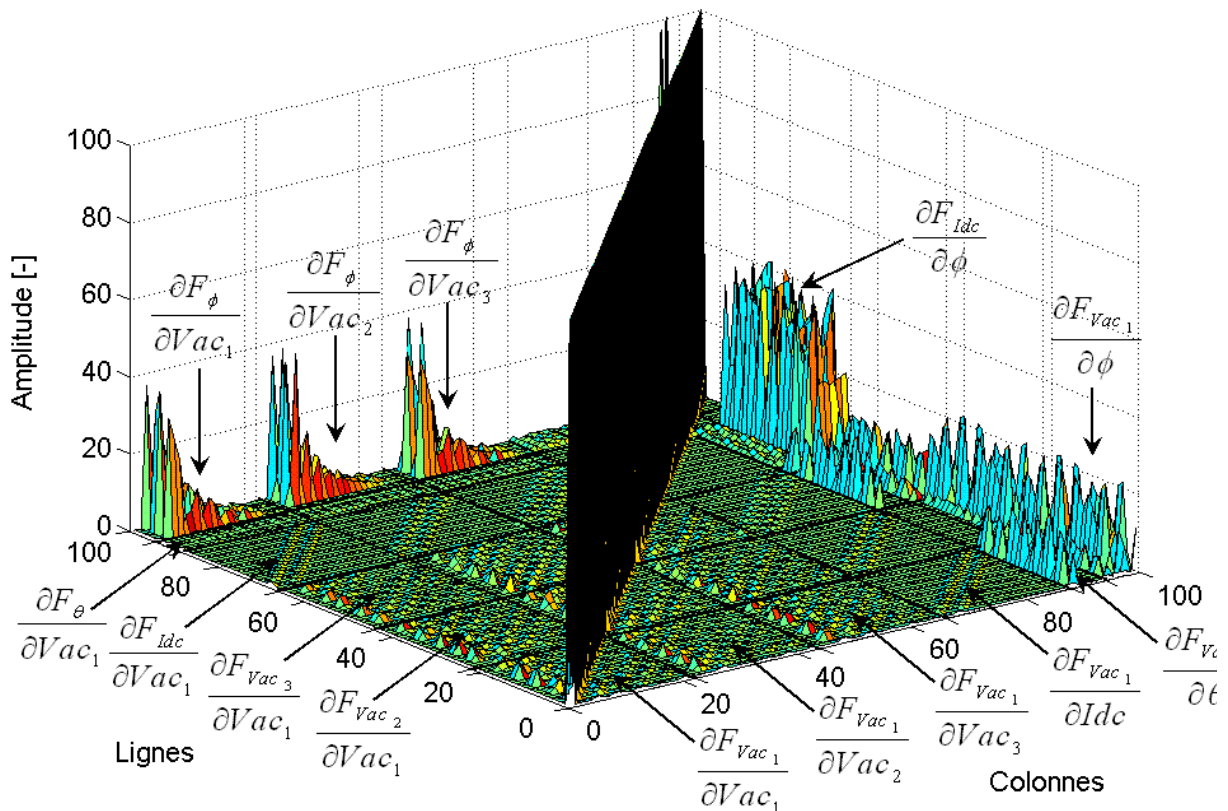 Amplitude [-]
100
80
60
40
20
0
∂F_ϕ/∂Vac_1
∂F_ϕ/∂Vac_2
∂F_ϕ/∂Vac_3
∂F_Idc/∂ϕ
∂F_Vac_1/∂ϕ
100
80
60
40
20
0
Lignes
∂F_θ/∂Vac_1
∂F_Idc/∂Vac_1
∂F_Vac_3/∂Vac_1
∂F_Vac_2/∂Vac_1
0
20
40
60
80
100
Colonnes
∂F_Vac_1/∂Vac_1
∂F_Vac_1/∂Vac_2
∂F_Vac_1/∂Vac_3
∂F_Vac_1/∂Idc